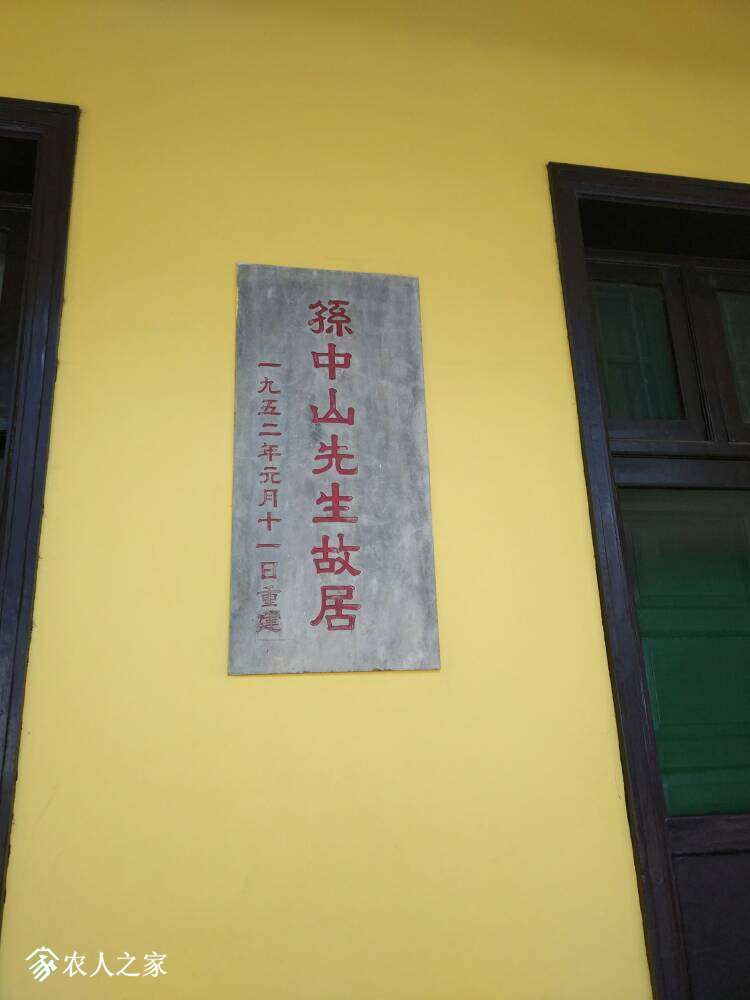 孫中山先生故居
一九五二年元月十一日重建
农人之家